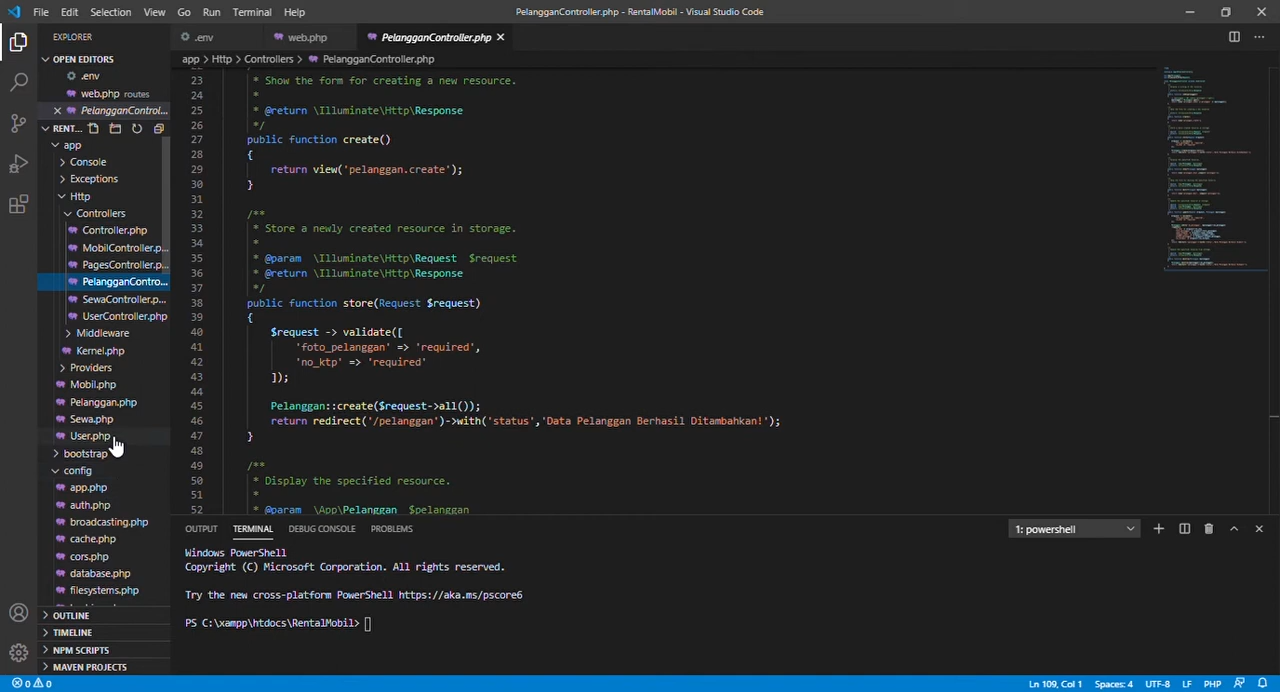 File Edit Selection View Go Run Terminal Help
PelangganController.php - RentalMobil - Visual Studio Code
EXPLORER
OPEN EDITORS
.env
web.php routes
PelangganControl...
RENT...
app
Console
Exceptions
Http
Controllers
Controller.php
MobilController.p...
PagesController.p...
PelangganContro...
SewaController.p...
UserController.php
Middleware
Kernel.php
Providers
Mobil.php
Pelanggan.php
Sewa.php
User.php
bootstrap
config
app.php
auth.php
broadcasting.php
cache.php
cors.php
database.php
filesystems.php
OUTLINE
TIMELINE
NPM SCRIPTS
MAVEN PROJECTS
.env web.php PelangganController.php
app > Http > Controllers > PelangganController.php
23 * Show the form for creating a new resource.
24 *
25 * @return \Illuminate\Http\Response
26 */
27 public function create()
28 {
29 return view('pelanggan.create');
30 }
31
32 /**
33 * Store a newly created resource in storage.
34 *
35 * @param \Illuminate\Http\Request $request
36 * @return \Illuminate\Http\Response
37 */
38 public function store(Request $request)
39 {
40 $request -> validate([
41 'foto_pelanggan' => 'required',
42 'no_ktp' => 'required'
43 ]);
44
45 Pelanggan::create($request->all());
46 return redirect('/pelanggan')->with('status','Data Pelanggan Berhasil Ditambahkan!');
47 }
48
49 /**
50 * Display the specified resource.
51 *
52 * @param \App\Pelanggan $pelanggan
OUTPUT TERMINAL DEBUG CONSOLE PROBLEMS
1: powershell
Windows PowerShell
Copyright (C) Microsoft Corporation. All rights reserved.
Try the new cross-platform PowerShell https://aka.ms/pscore6
PS C:\xampp\htdocs\RentalMobil>
0 0
Ln 109, Col 1 Spaces: 4 UTF-8 LF PHP